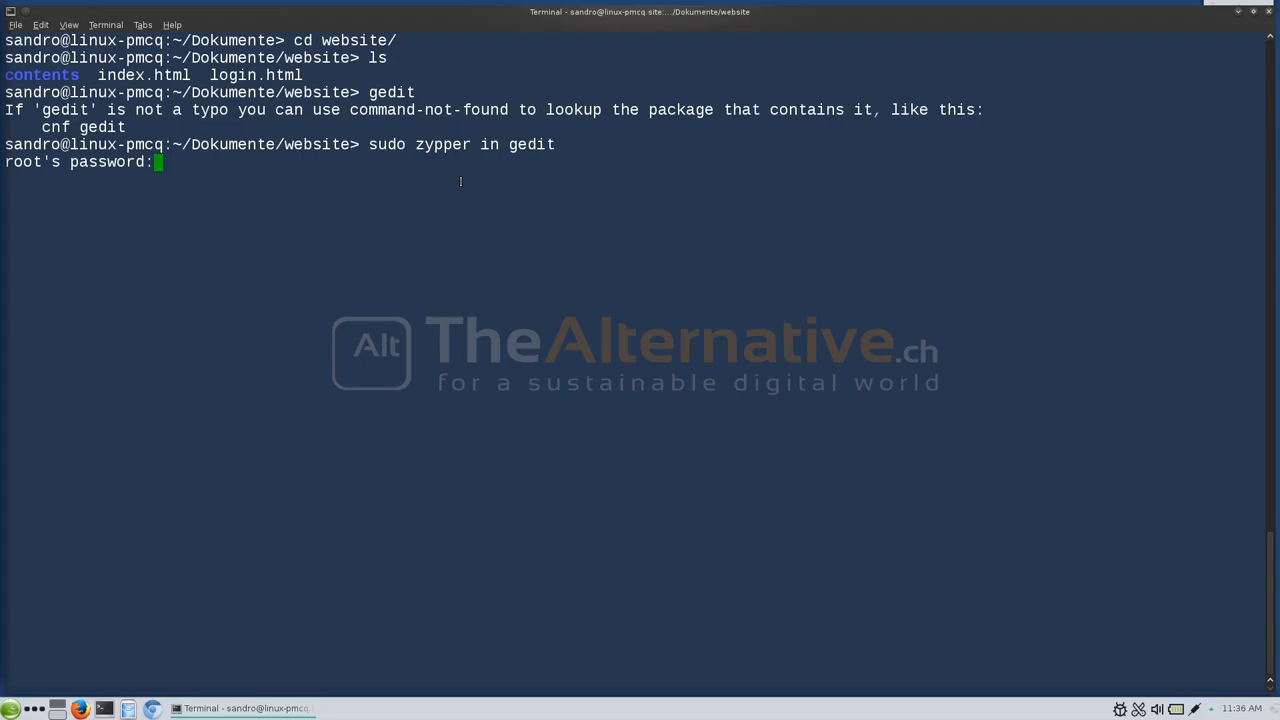 Terminal - sandro@linux-pmcq.site:.../Dokumente/website
File Edit View Terminal Tabs Help
sandro@linux-pmcq:~/Dokumente> cd website/
sandro@linux-pmcq:~/Dokumente/website> ls
contents index.html login.html
sandro@linux-pmcq:~/Dokumente/website> gedit
If 'gedit' is not a typo you can use command-not-found to lookup the package that contains it, like this:
cnf gedit
sandro@linux-pmcq:~/Dokumente/website> sudo zypper in gedit
root's password:
Alt TheAlternative.ch
for a sustainable digital world
Terminal - sandro@linux-pmcq.
11:36 AM